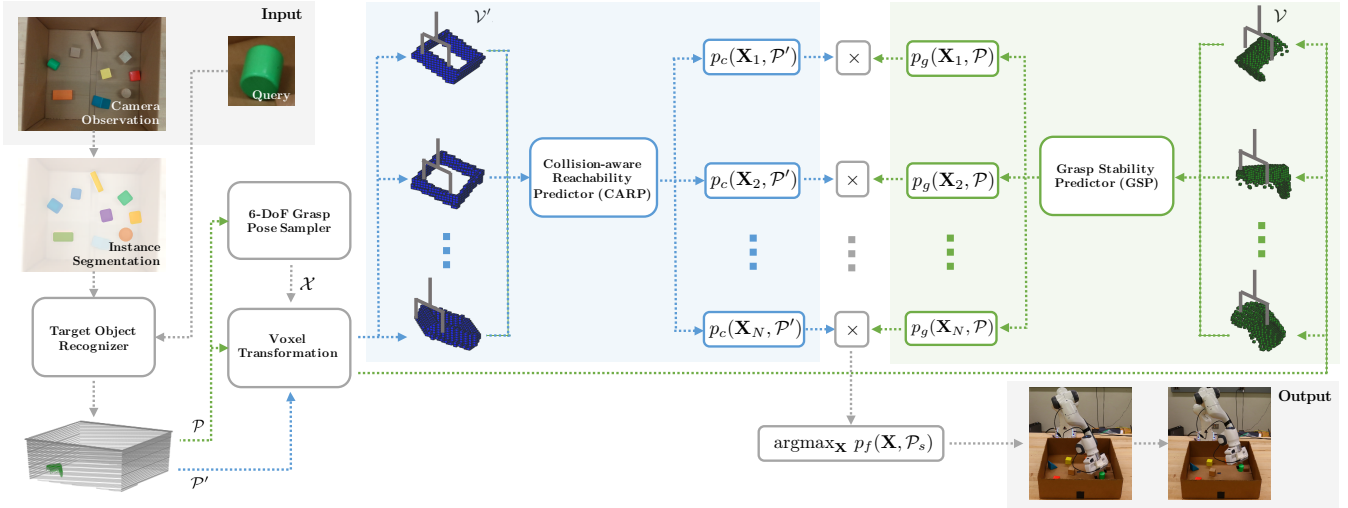 Input
Camera
Observation
Query
Instance
Segmentation
Target Object
Recognizer
𝒫
𝒫′
6-DoF Grasp
Pose Sampler
𝒳
Voxel
Transformation
𝒱′
Collision-aware
Reachability
Predictor (CARP)
p_c(𝐗_1, 𝒫′)
×
p_g(𝐗_1, 𝒫)
p_c(𝐗_2, 𝒫′)
×
p_g(𝐗_2, 𝒫)
p_c(𝐗_N, 𝒫′)
×
p_g(𝐗_N, 𝒫)
Grasp Stability
Predictor (GSP)
𝒱
argmax_𝐗 p_f(𝐗, 𝒫_s)
Output